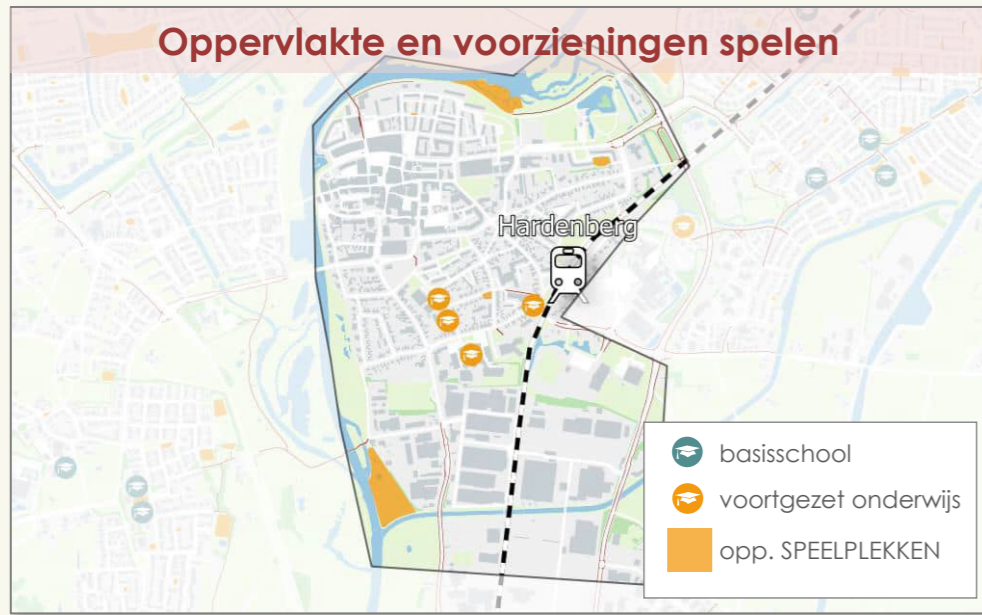 Oppervlakte en voorzieningen spelen
Hardenberg
basisschool
voortgezet onderwijs
opp. SPEELPLEKKEN